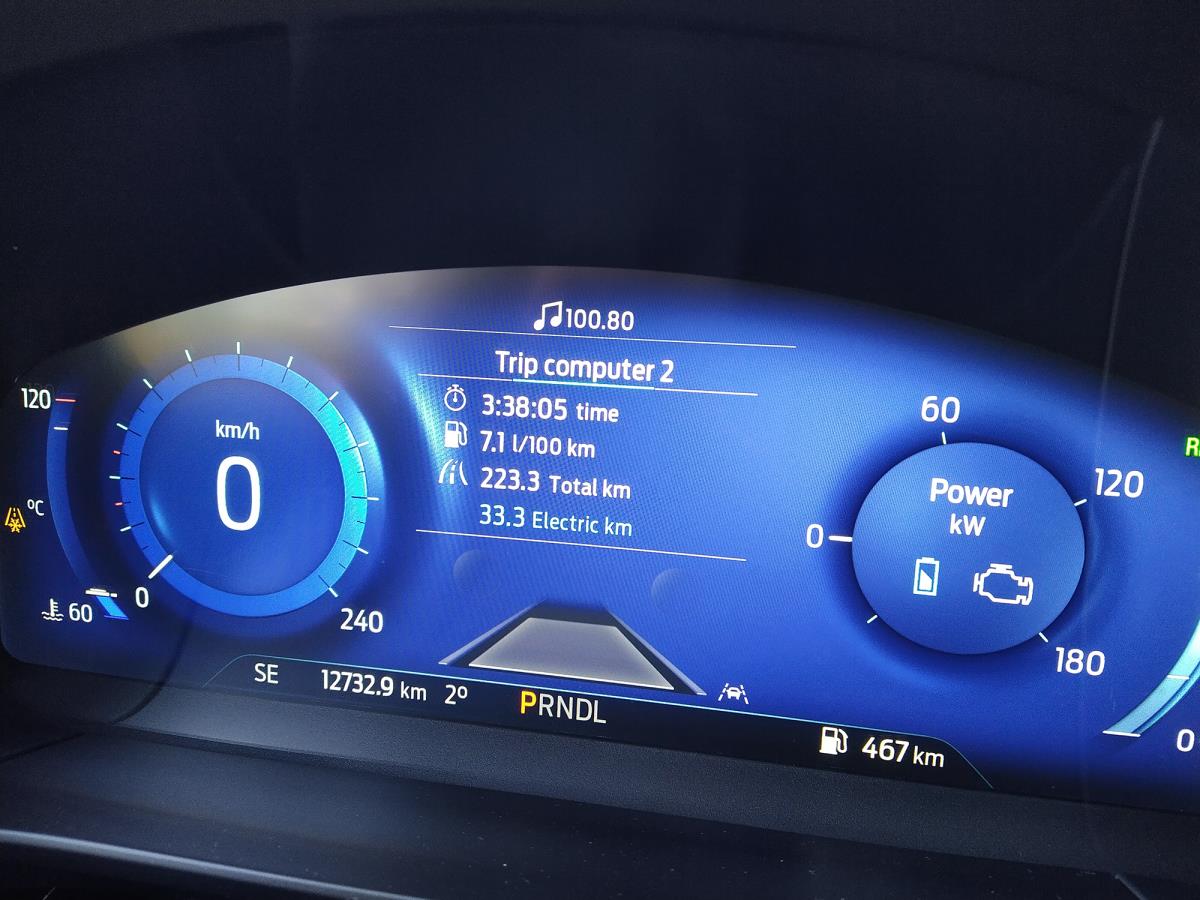 100.80
Trip computer 2
3:38:05 time
7.1 l/100 km
223.3 Total km
33.3 Electric km
120
°C
60
km/h
0
0
240
60
120
0
Power
kW
180
0
SE
12732.9 km
2°
PRNDL
467 km